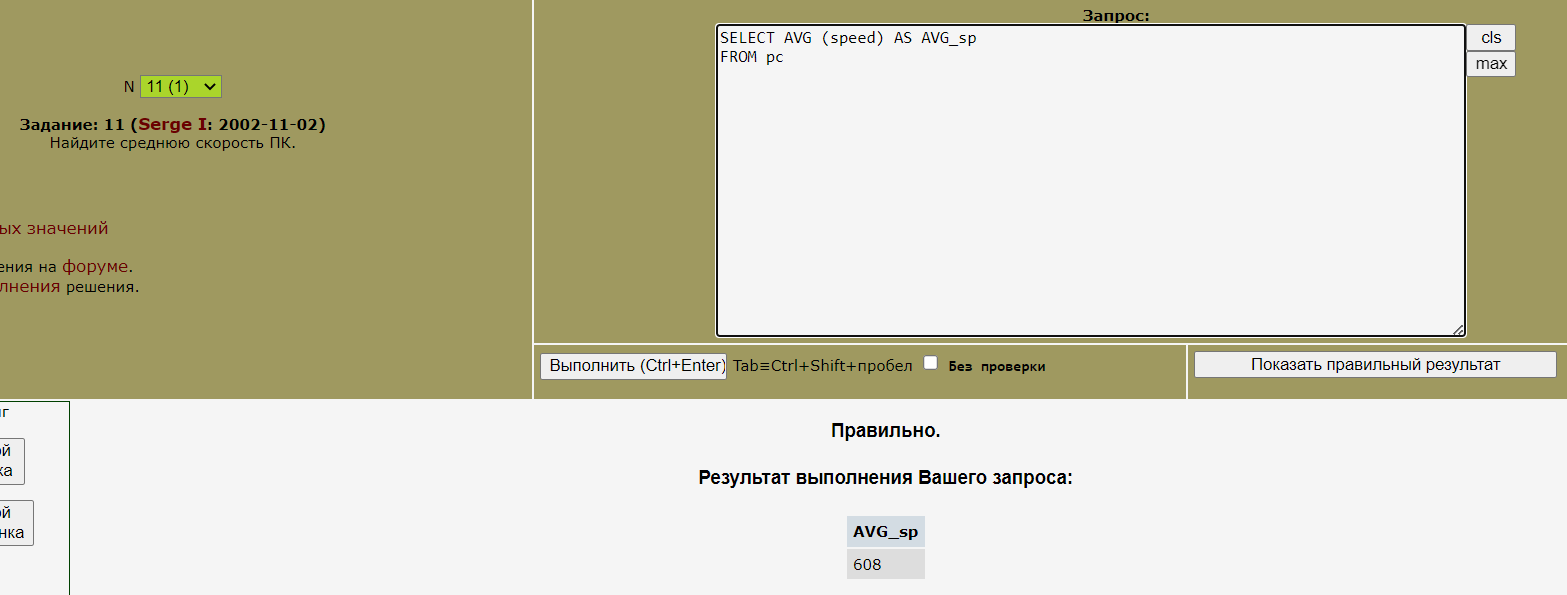 N 11 (1)
Задание: 11 (Serge I: 2002-11-02)
Найдите среднюю скорость ПК.
ых значений
ения на форуме.
лнения решения.
Запрос:
SELECT AVG (speed) AS AVG_sp
FROM pc
cls
max
Выполнить (Ctrl+Enter) Tab≡Ctrl+Shift+пробел Без проверки
Показать правильный результат
г
ой
ка
ой
нка
Правильно.
Результат выполнения Вашего запроса:
AVG_sp
608